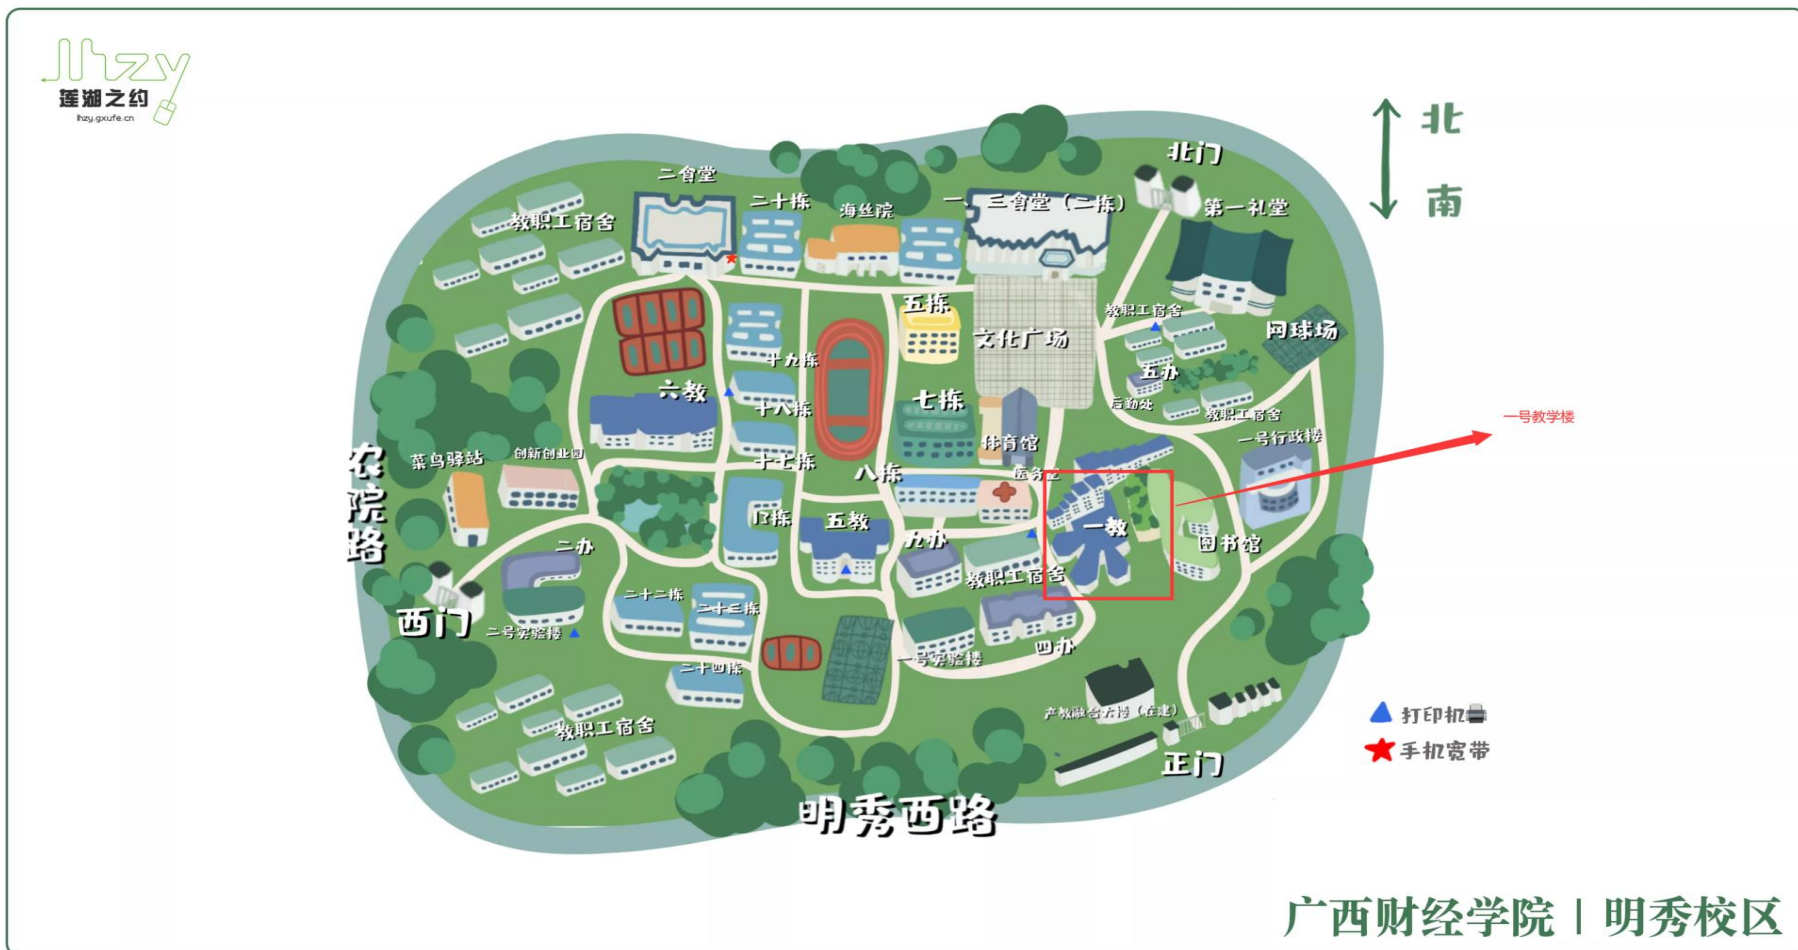 lhzy
莲湖之约
lhzy.gxufe.cn
北
南
北门
二食堂
二十栋
海丝院
一、三食堂（二栋）
第一礼堂
教职工宿舍
五栋
文化广场
教职工宿舍
网球场
十九栋
六教
十八栋
七栋
五办
后勤处
教职工宿舍
体育馆
一号行政楼
一号教学楼
农院路
菜鸟驿站
创新创业园
十七栋
八栋
医务室
13栋
五教
一教
九办
图书馆
二办
教职工宿舍
西门
二号实验楼
二十二栋
二十三栋
一号实验楼
四办
二十四栋
教职工宿舍
产教融合大楼（在建）
正门
明秀西路
打印机
手机宽带
广西财经学院 | 明秀校区